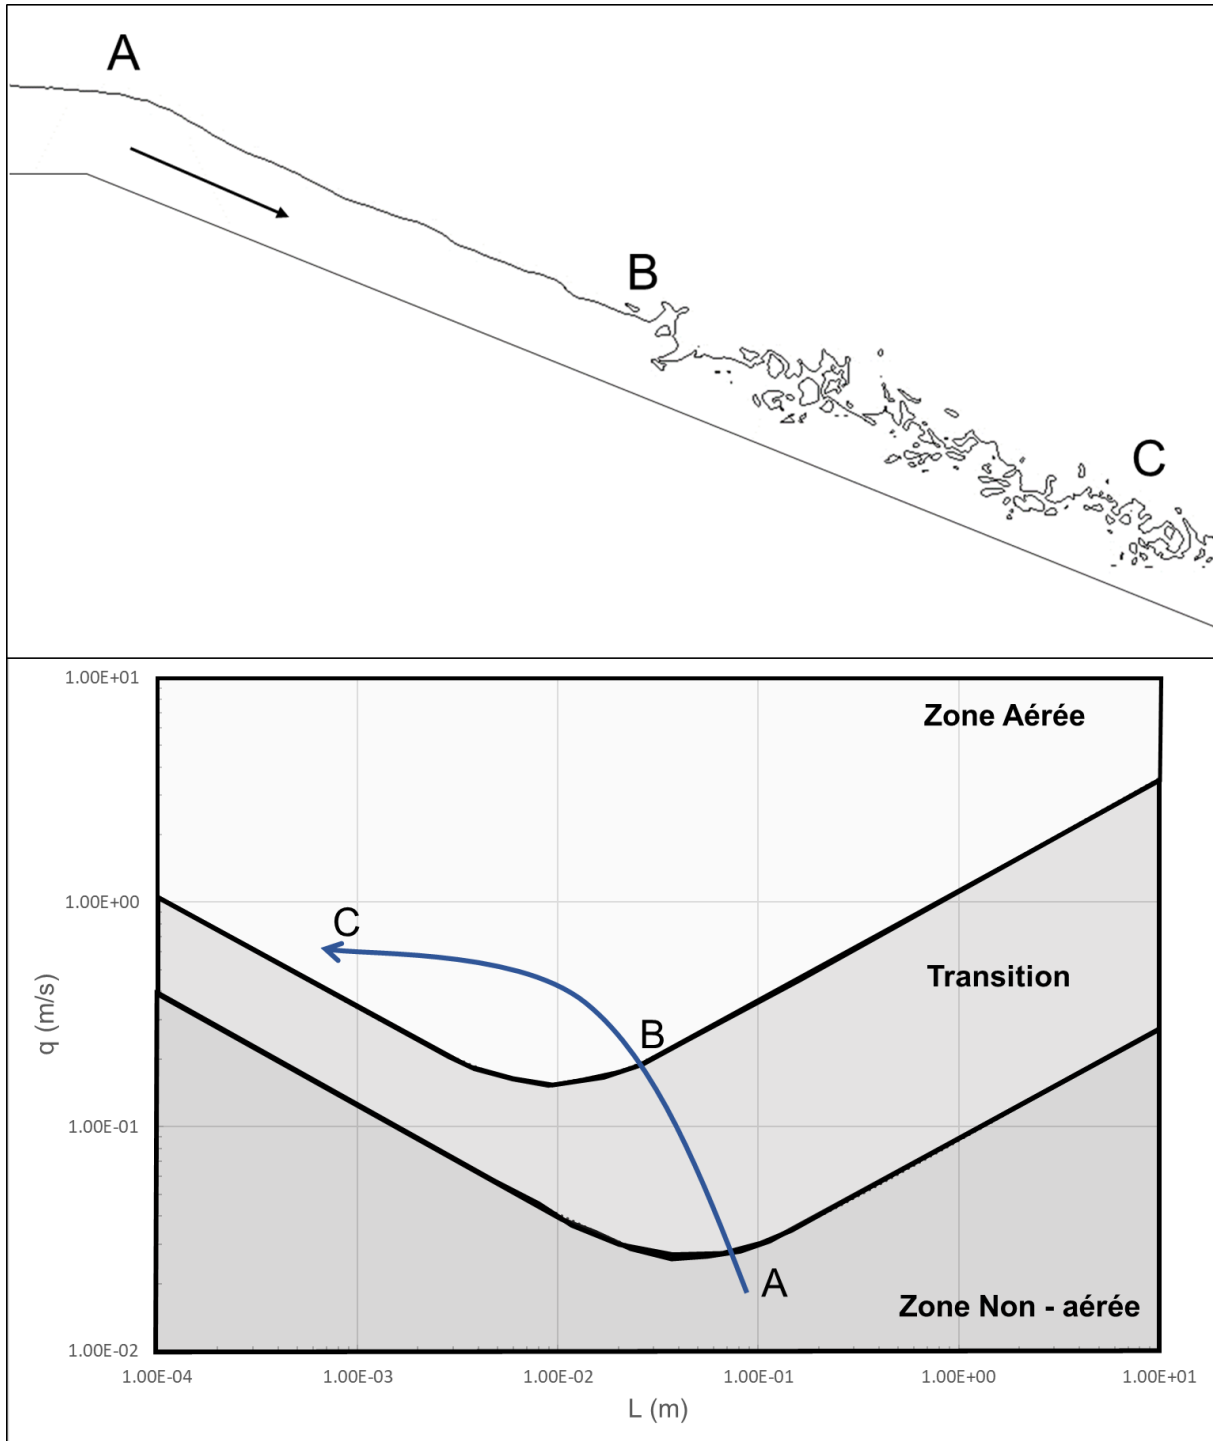 A
B
C
1.00E+01
Zone Aérée
1.00E+00
C
Transition
q (m/s)
B
1.00E-01
A
Zone Non - aérée
1.00E-02
1.00E-04 1.00E-03 1.00E-02 1.00E-01 1.00E+00 1.00E+01
L (m)